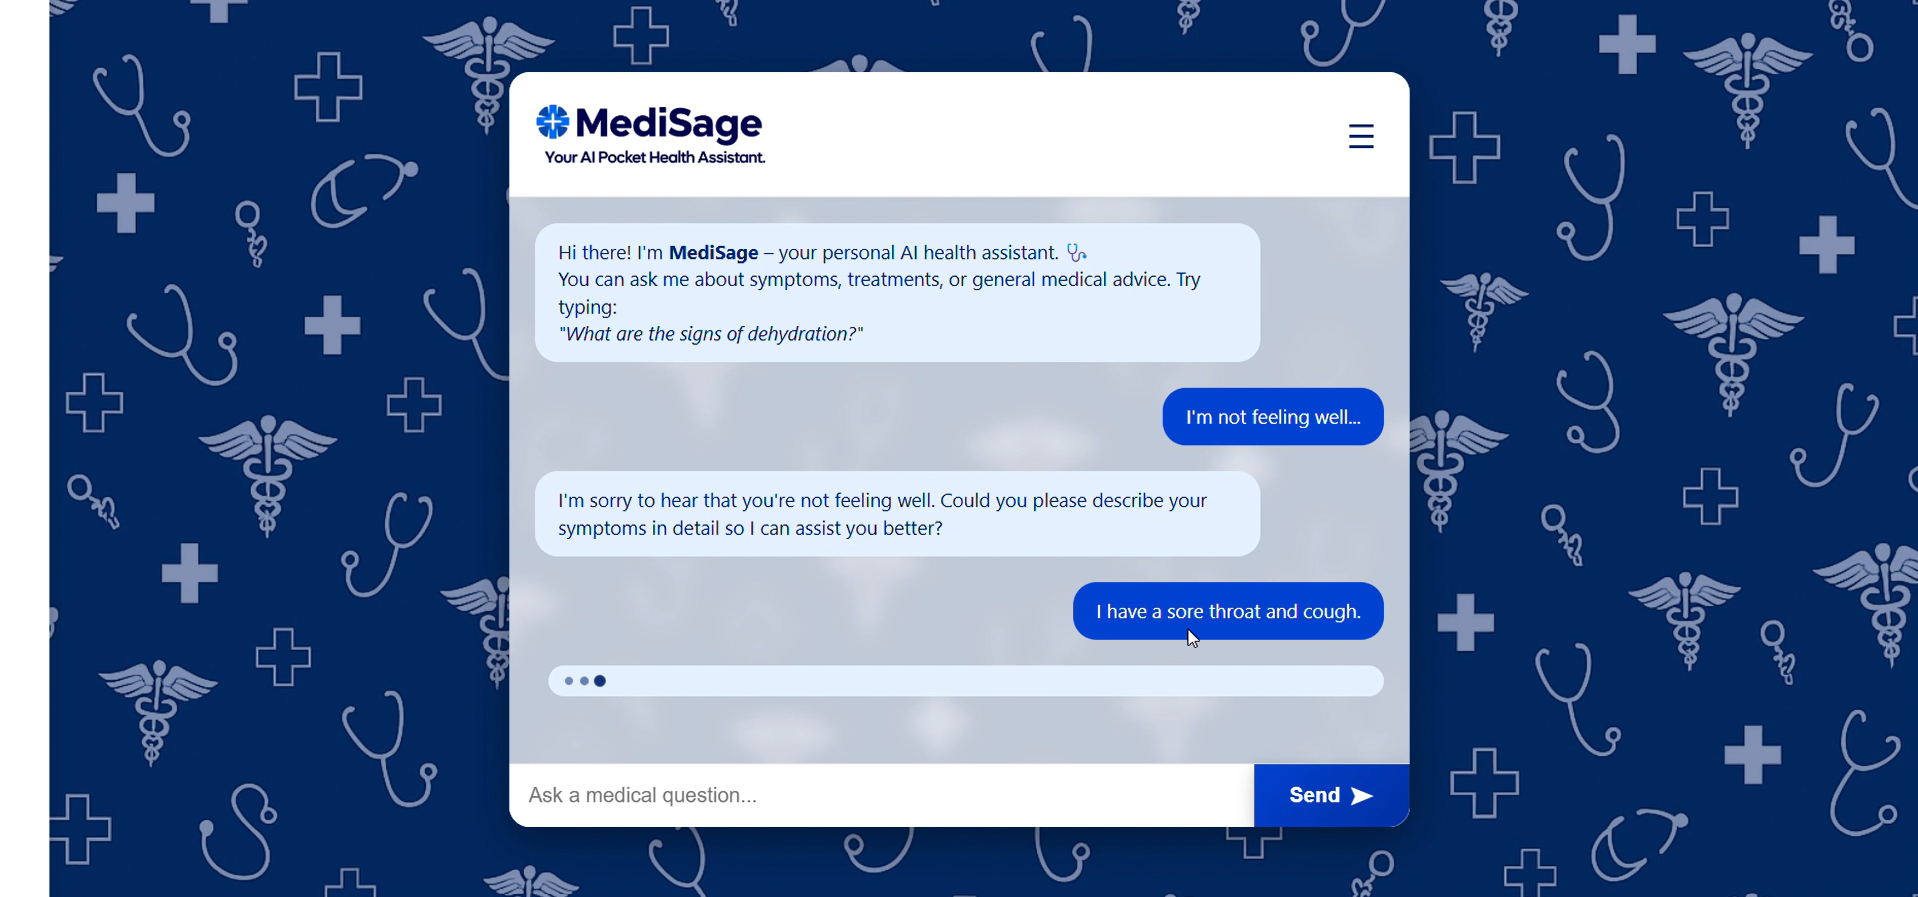 MediSage
Your AI Pocket Health Assistant.
Hi there! I'm MediSage – your personal AI health assistant. 🩺
You can ask me about symptoms, treatments, or general medical advice. Try
typing:
"What are the signs of dehydration?"
I'm not feeling well...
I'm sorry to hear that you're not feeling well. Could you please describe your
symptoms in detail so I can assist you better?
I have a sore throat and cough.
Ask a medical question...
Send